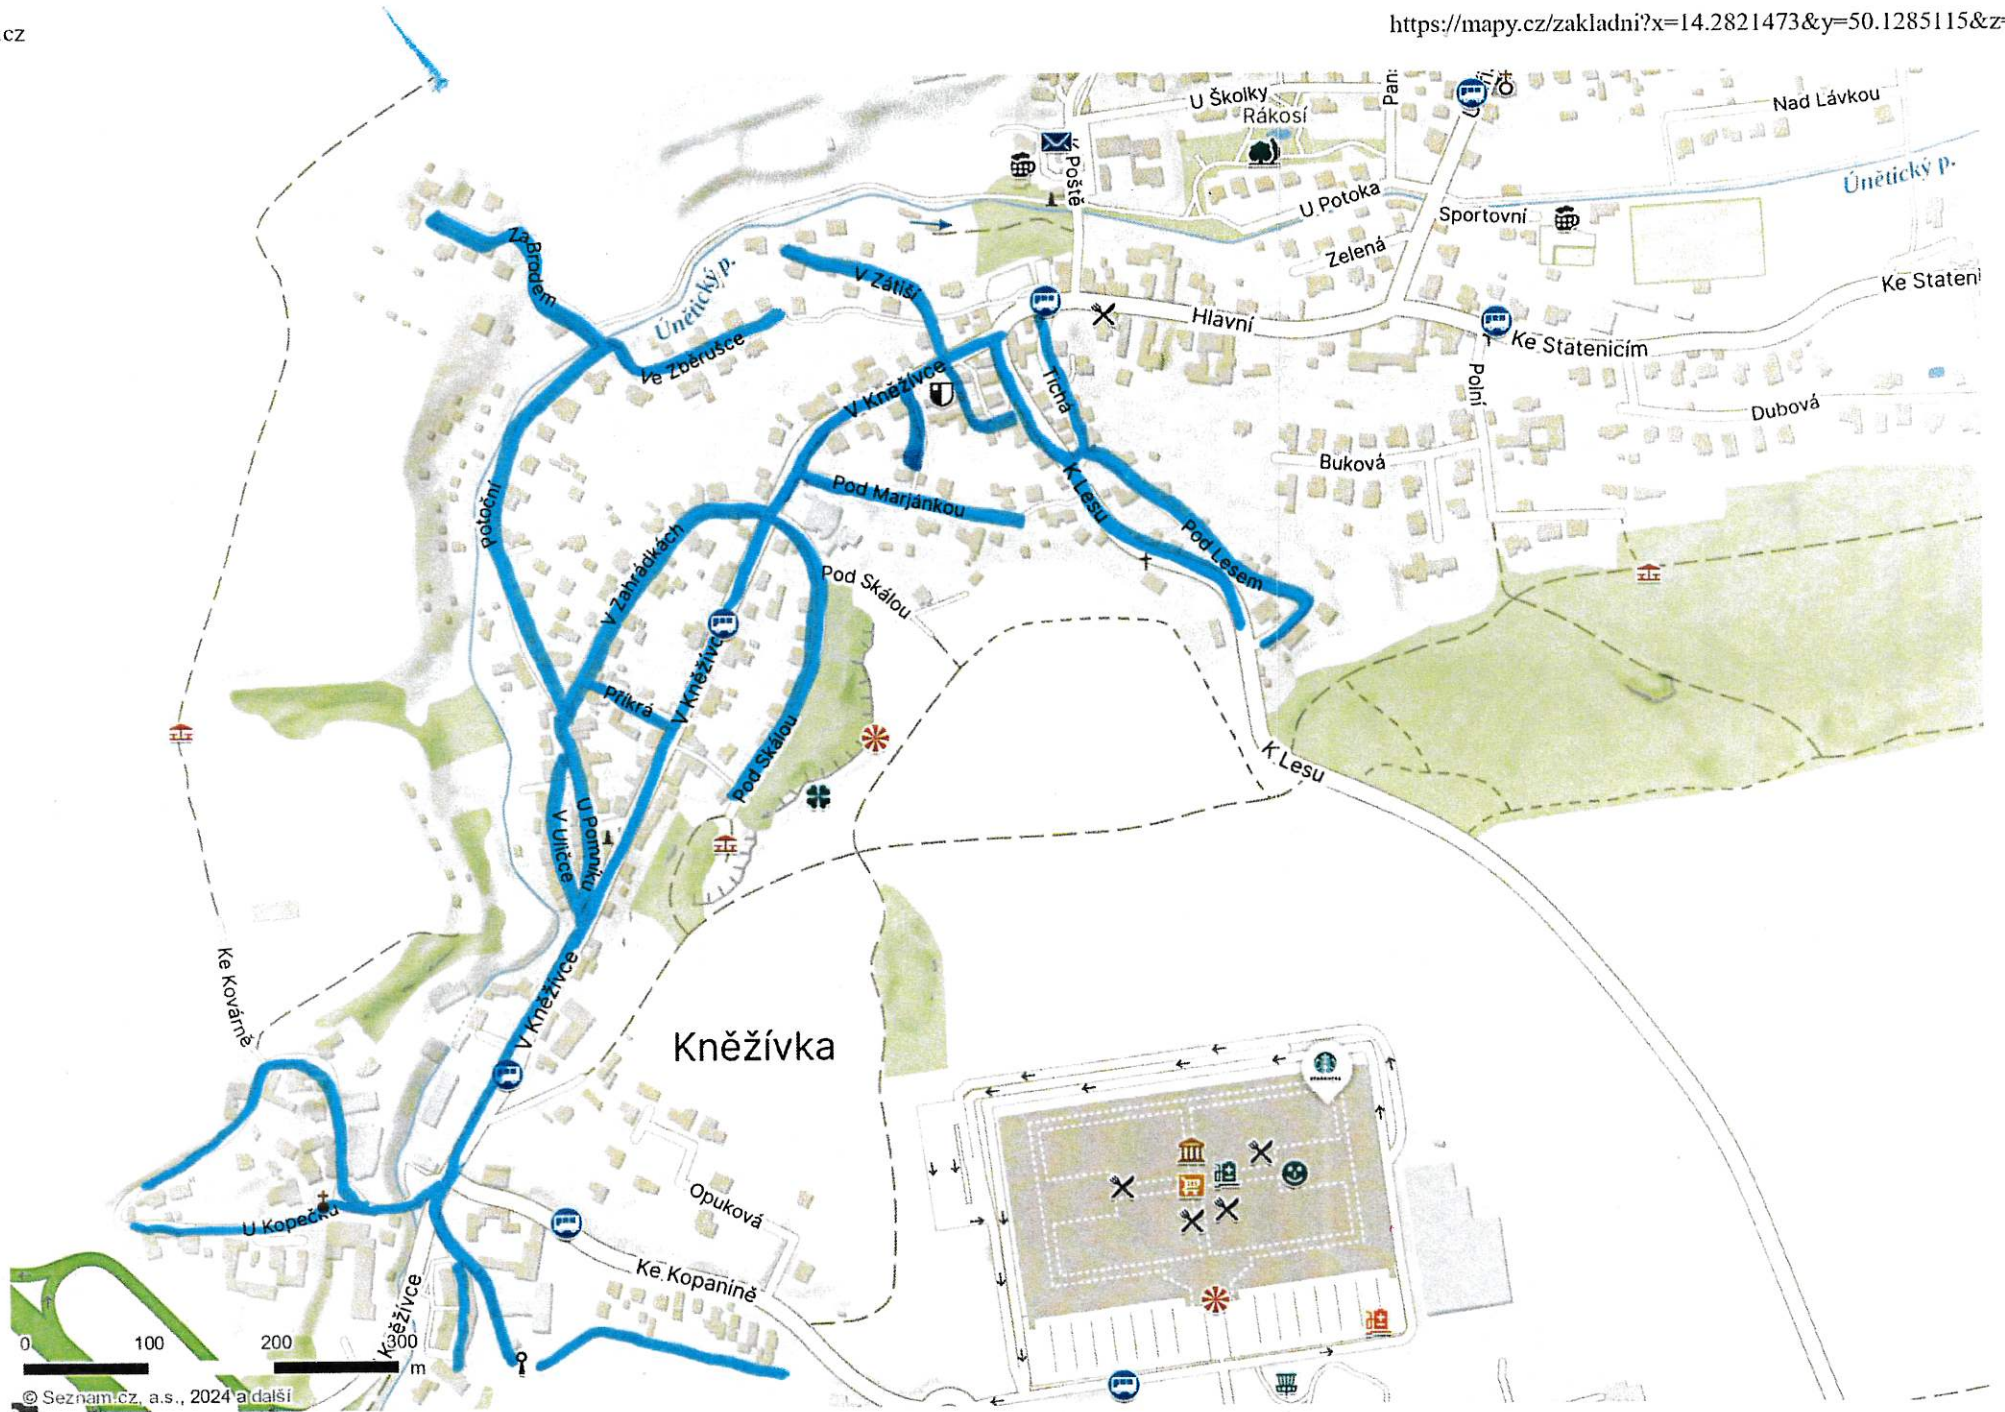 .cz
https://mapy.cz/zakladni?x=14.2821473&y=50.1285115&z=
U Školky
Rákosí
Nad Lávkou
K Poště
Únětický p.
U Potoka
Sportovní
Za Brodem
Zelená
V Zátiší
Únětický p.
Ke Stateni
Hlavní
Ke Statenicím
Ve Zběrušce
V Kněžívce
Tichá
Polní
Dubová
Buková
Pod Marjánkou
K Lesu
Potoční
Pod Lesem
V Zahrádkách
Pod Skálou
V Kněžívce
Příkrá
Pod Skálou
K Lesu
V Uličce
U Pomníku
V Kněžívce
Ke Kovárně
Kněžívka
Opuková
U Kopečku
Ke Kopanině
Kněžívce
0 100 200 300
m
© Seznam.cz, a.s., 2024 a další